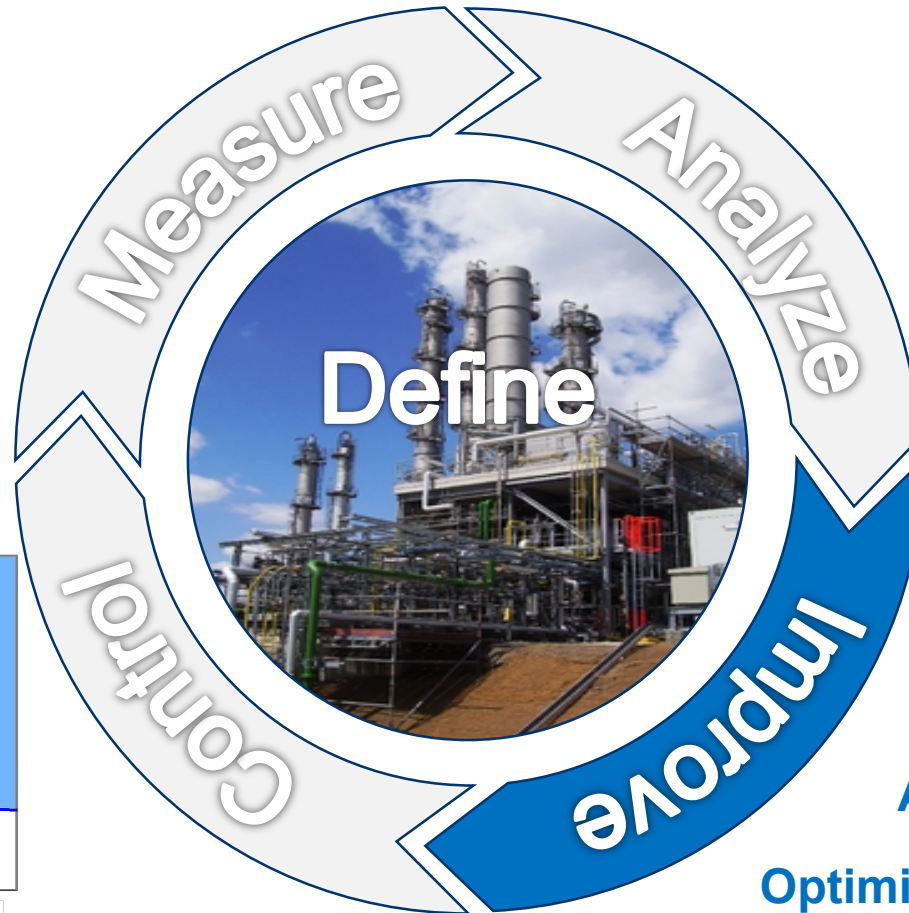 Measure
Analyze
Define
Control
Improve
A
Optimi